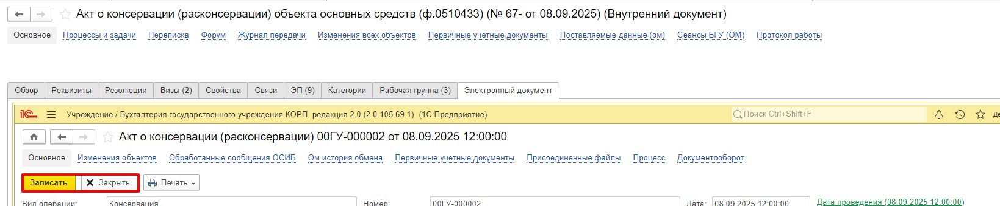 Акт о консервации (расконсервации) объекта основных средств (ф.0510433) (№ 67- от 08.09.2025) (Внутренний документ)
Основное Процессы и задачи Переписка Форум Журнал передачи Изменения всех объектов Первичные учетные документы Поставляемые данные (ом) Сеансы БГУ (ОМ) Протокол работы
Обзор Реквизиты Резолюции Визы (2) Свойства Связи ЭП (9) Категории Рабочая группа (3) Электронный документ
1С Учреждение / Бухгалтерия государственного учреждения КОРП, редакция 2.0 (2.0.105.69.1) (1С:Предприятие) Поиск Ctrl+Shift+F
Акт о консервации (расконсервации) 00ГУ-000002 от 08.09.2025 12:00:00
Основное Изменения объектов Обработанные сообщения ОСИБ Ом история обмена Первичные учетные документы Присоединенные файлы Процесс Документооборот
Записать Закрыть Печать
Вид операции: Консервация Номер: 00ГУ-000002 Дата: 08.09.2025 12:00:00 Дата проведения (08.09.2025 12:00:00)